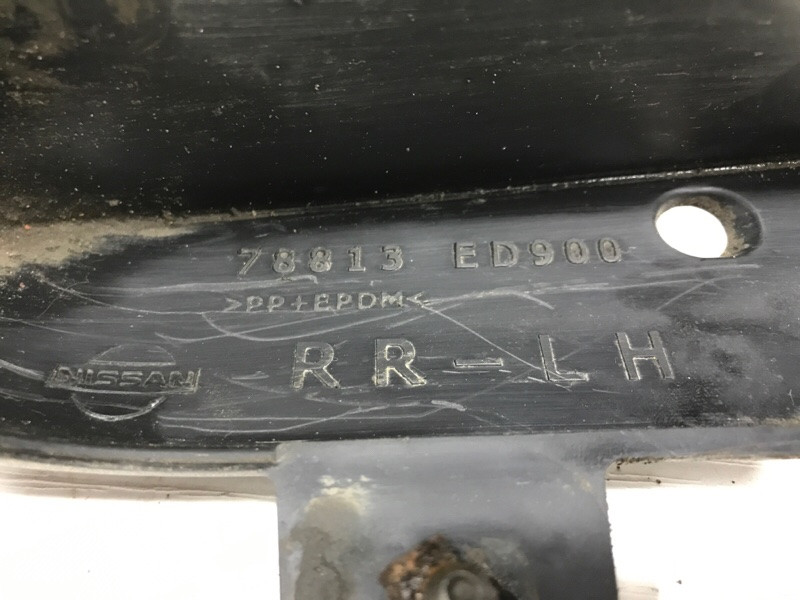 78813 ED900
>PP+EPDM<
RR-LH
NISSAN